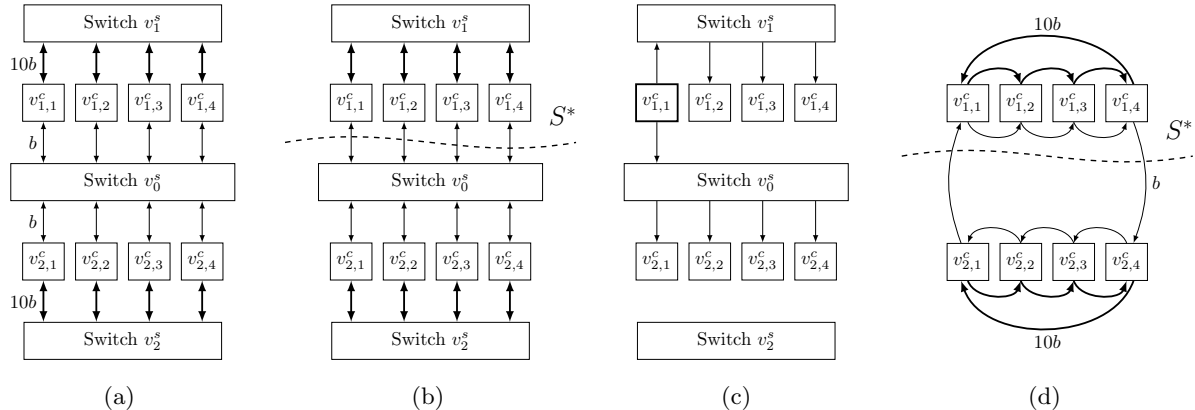 Switch $v_1^s$
Switch $v_1^s$
Switch $v_1^s$
10b
10b
$v_{1,1}^c$ $v_{1,2}^c$ $v_{1,3}^c$ $v_{1,4}^c$
$v_{1,1}^c$ $v_{1,2}^c$ $v_{1,3}^c$ $v_{1,4}^c$
$v_{1,1}^c$ $v_{1,2}^c$ $v_{1,3}^c$ $v_{1,4}^c$
$v_{1,1}^c$ $v_{1,2}^c$ $v_{1,3}^c$ $v_{1,4}^c$
S*
S*
b
Switch $v_0^s$
Switch $v_0^s$
Switch $v_0^s$
b
b
$v_{2,1}^c$ $v_{2,2}^c$ $v_{2,3}^c$ $v_{2,4}^c$
$v_{2,1}^c$ $v_{2,2}^c$ $v_{2,3}^c$ $v_{2,4}^c$
$v_{2,1}^c$ $v_{2,2}^c$ $v_{2,3}^c$ $v_{2,4}^c$
$v_{2,1}^c$ $v_{2,2}^c$ $v_{2,3}^c$ $v_{2,4}^c$
10b
10b
Switch $v_2^s$
Switch $v_2^s$
Switch $v_2^s$
(a)
(b)
(c)
(d)